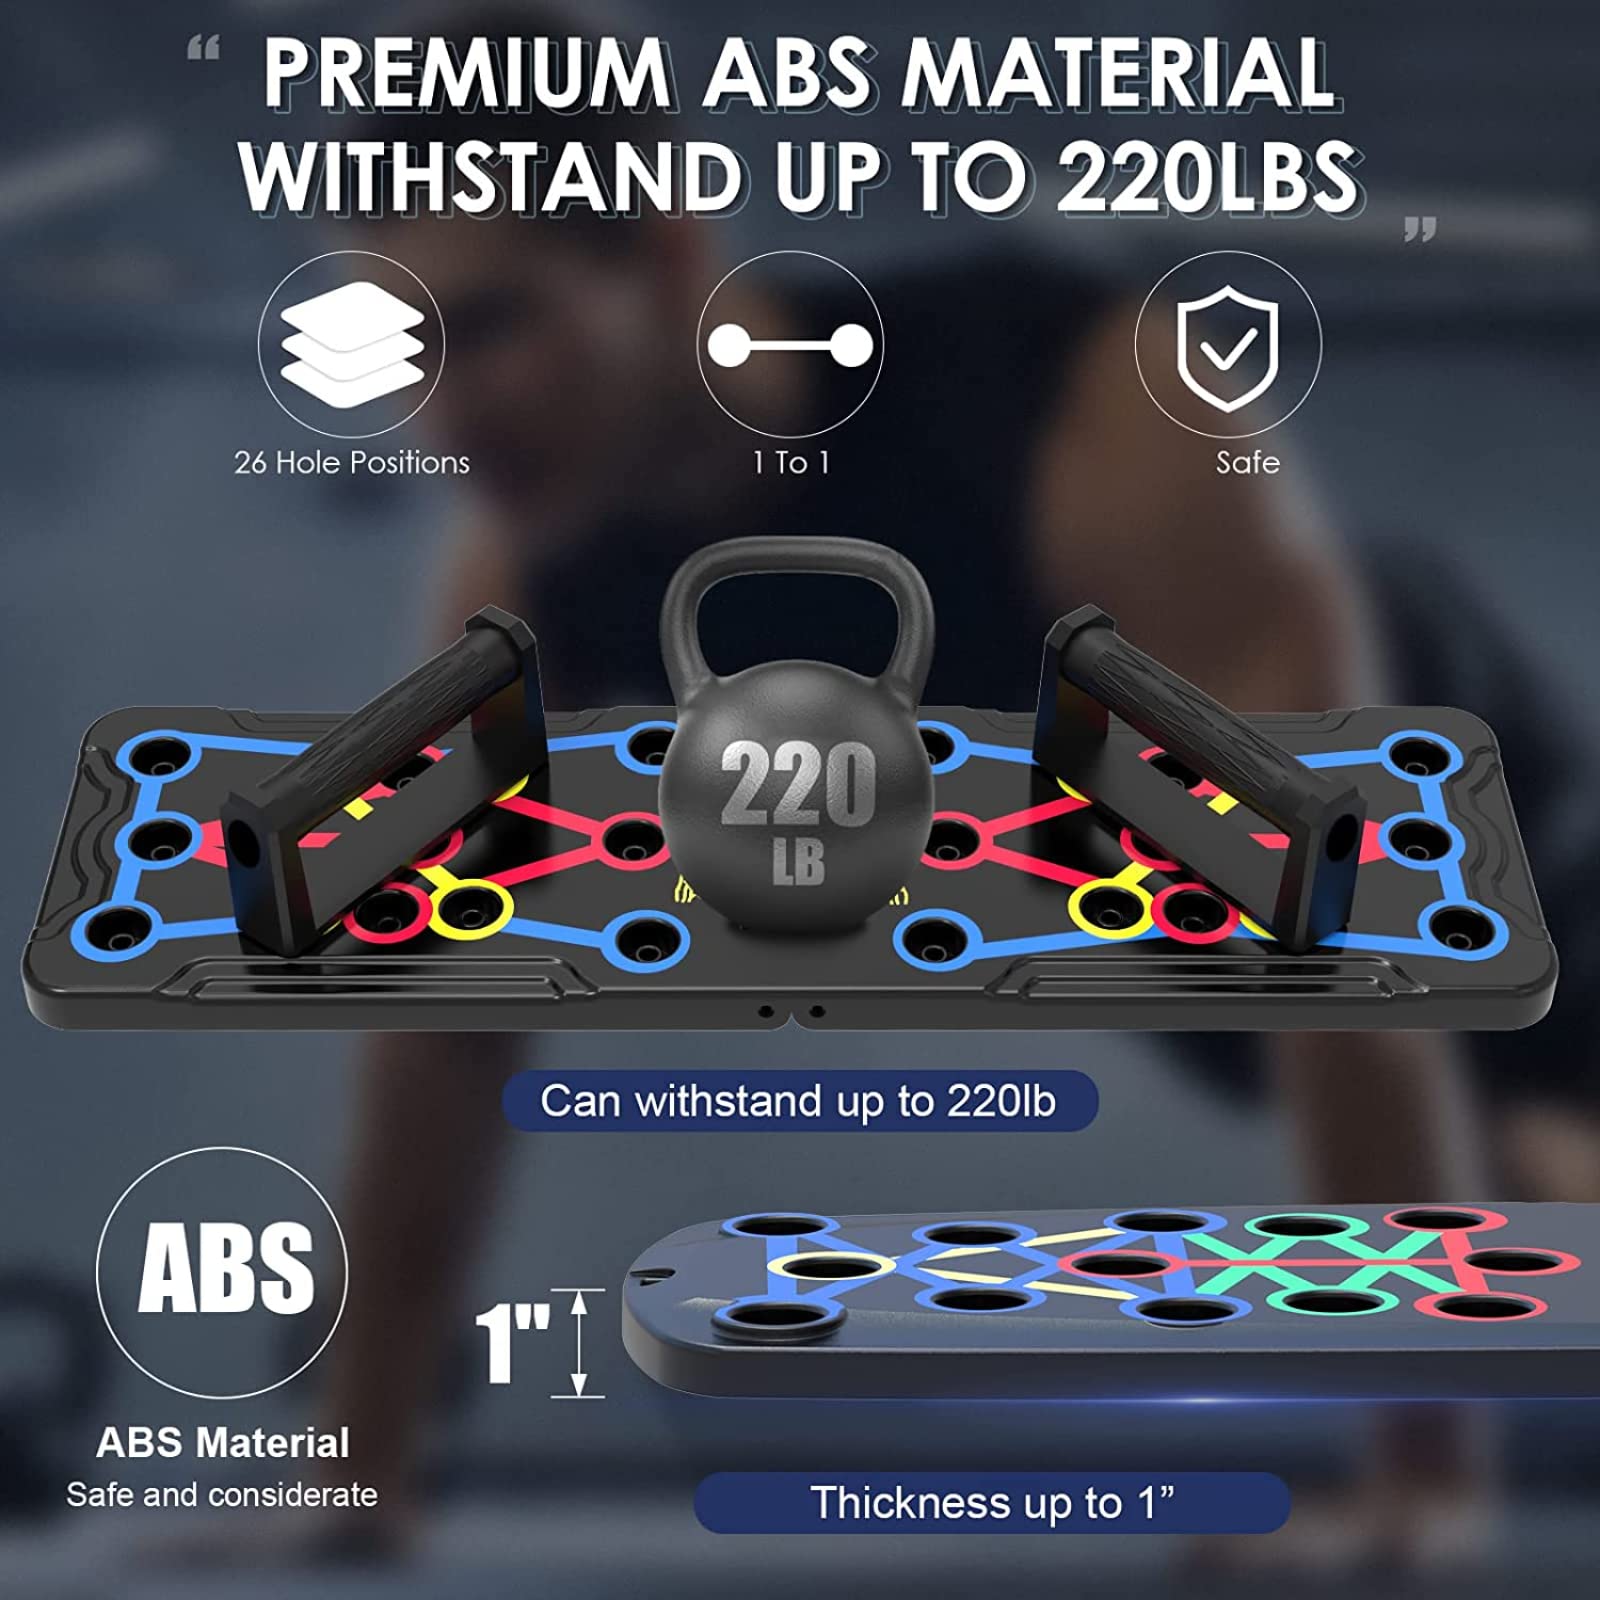 “ PREMIUM ABS MATERIAL
WITHSTAND UP TO 220LBS ”
26 Hole Positions
1 To 1
Safe
220
LB
Can withstand up to 220lb
ABS
ABS Material
Safe and considerate
1"
Thickness up to 1”